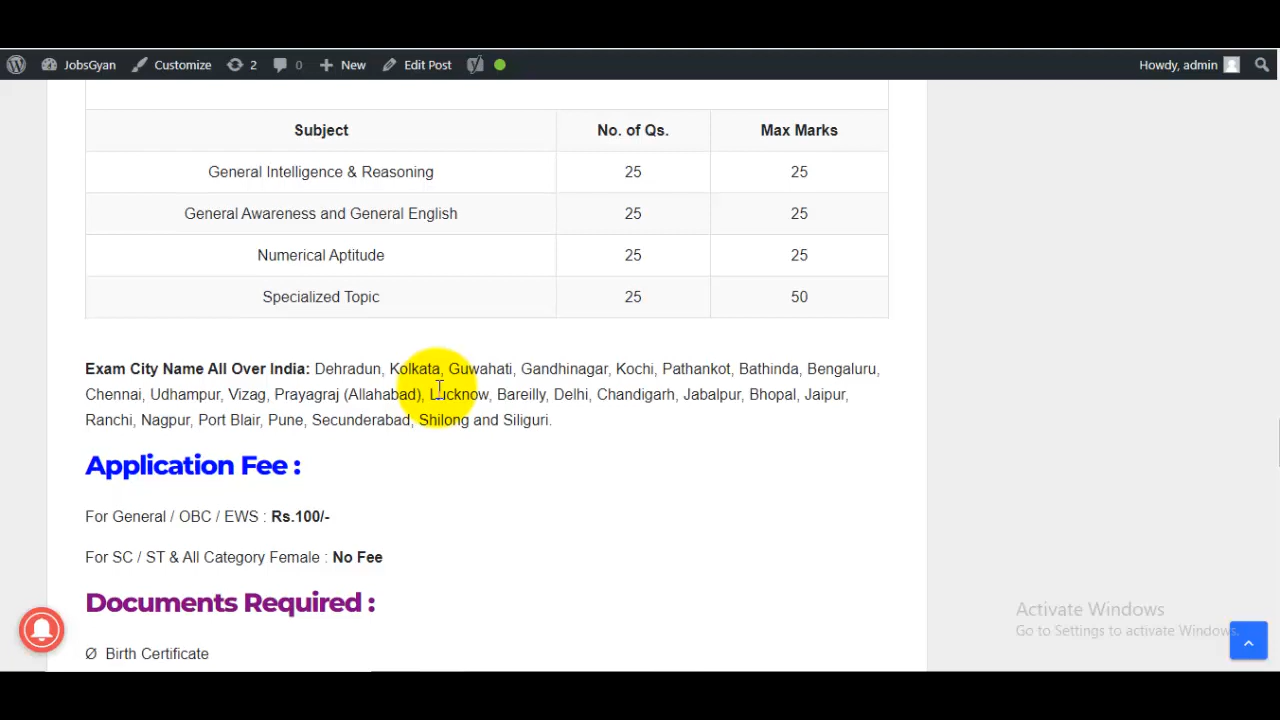 JobsGyan Customize 2 0 New Edit Post Howdy, admin
Subject No. of Qs. Max Marks
General Intelligence & Reasoning 25 25
General Awareness and General English 25 25
Numerical Aptitude 25 25
Specialized Topic 25 50
Exam City Name All Over India: Dehradun, Kolkata, Guwahati, Gandhinagar, Kochi, Pathankot, Bathinda, Bengaluru,
Chennai, Udhampur, Vizag, Prayagraj (Allahabad), Lucknow, Bareilly, Delhi, Chandigarh, Jabalpur, Bhopal, Jaipur,
Ranchi, Nagpur, Port Blair, Pune, Secunderabad, Shilong and Siliguri.
Application Fee :
For General / OBC / EWS : Rs.100/-
For SC / ST & All Category Female : No Fee
Documents Required :
Ø Birth Certificate
Activate Windows
Go to Settings to activate Windows.